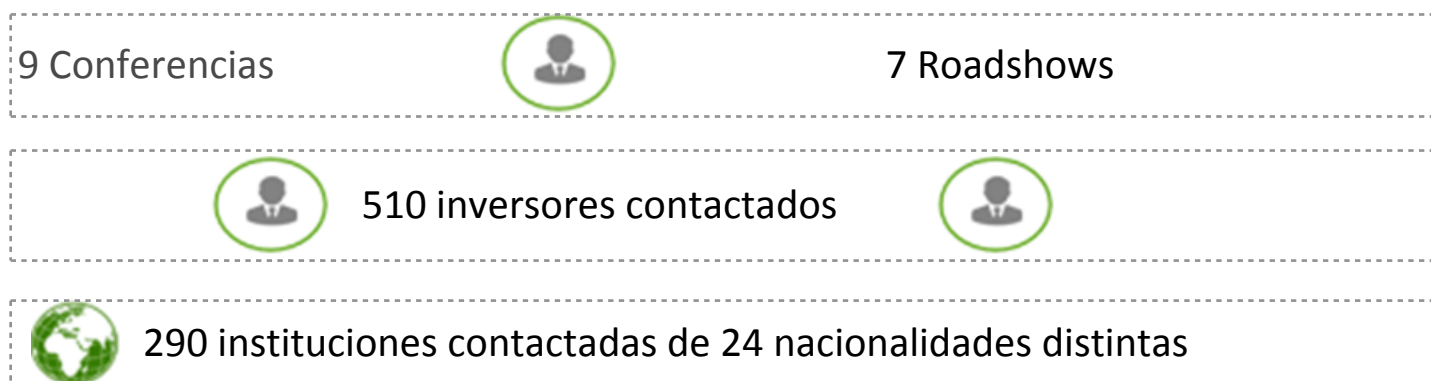 9 Conferencias 7 Roadshows
510 inversores contactados
290 instituciones contactadas de 24 nacionalidades distintas